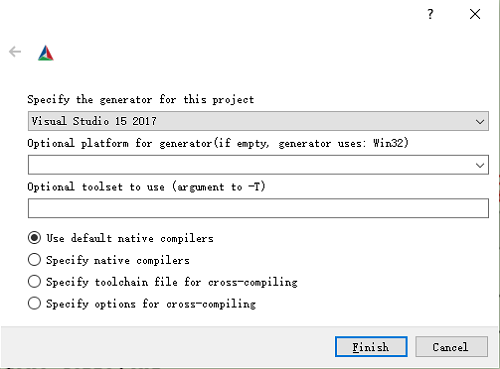 Specify the generator for this project
Visual Studio 15 2017
Optional platform for generator(if empty, generator uses: Win32)
Optional toolset to use (argument to -T)
Use default native compilers
Specify native compilers
Specify toolchain file for cross-compiling
Specify options for cross-compiling
Finish
Cancel